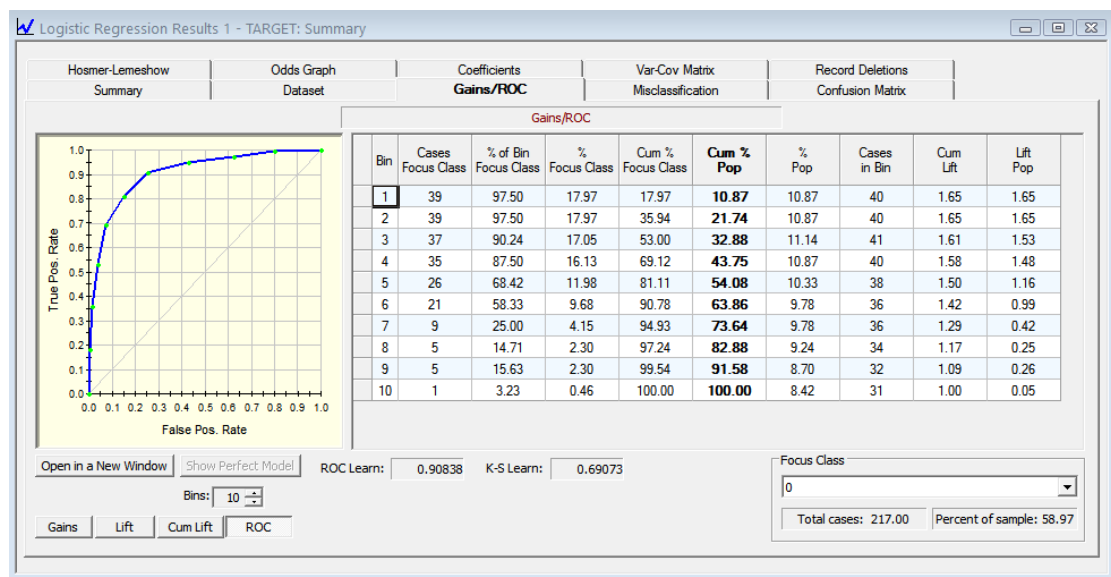 Logistic Regression Results 1 - TARGET: Summary
Hosmer-Lemeshow Odds Graph Coefficients Var-Cov Matrix Record Deletions
Summary Dataset Gains/ROC Misclassification Confusion Matrix
Gains/ROC
True Pos. Rate
1.0
0.9
0.8
0.7
0.6
0.5
0.4
0.3
0.2
0.1
0.0
0.0 0.1 0.2 0.3 0.4 0.5 0.6 0.7 0.8 0.9 1.0
False Pos. Rate
Bin Cases Focus Class % of Bin Focus Class % Focus Class Cum % Focus Class Cum % Pop % Pop Cases in Bin Cum Lift Lift Pop
1 39 97.50 17.97 17.97 10.87 10.87 40 1.65 1.65
2 39 97.50 17.97 35.94 21.74 10.87 40 1.65 1.65
3 37 90.24 17.05 53.00 32.88 11.14 41 1.61 1.53
4 35 87.50 16.13 69.12 43.75 10.87 40 1.58 1.48
5 26 68.42 11.98 81.11 54.08 10.33 38 1.50 1.16
6 21 58.33 9.68 90.78 63.86 9.78 36 1.42 0.99
7 9 25.00 4.15 94.93 73.64 9.78 36 1.29 0.42
8 5 14.71 2.30 97.24 82.88 9.24 34 1.17 0.25
9 5 15.63 2.30 99.54 91.58 8.70 32 1.09 0.26
10 1 3.23 0.46 100.00 100.00 8.42 31 1.00 0.05
Open in a New Window Show Perfect Model ROC Learn: 0.90838 K-S Learn: 0.69073
Bins: 10
Gains Lift Cum Lift ROC
Focus Class
0
Total cases: 217.00 Percent of sample: 58.97